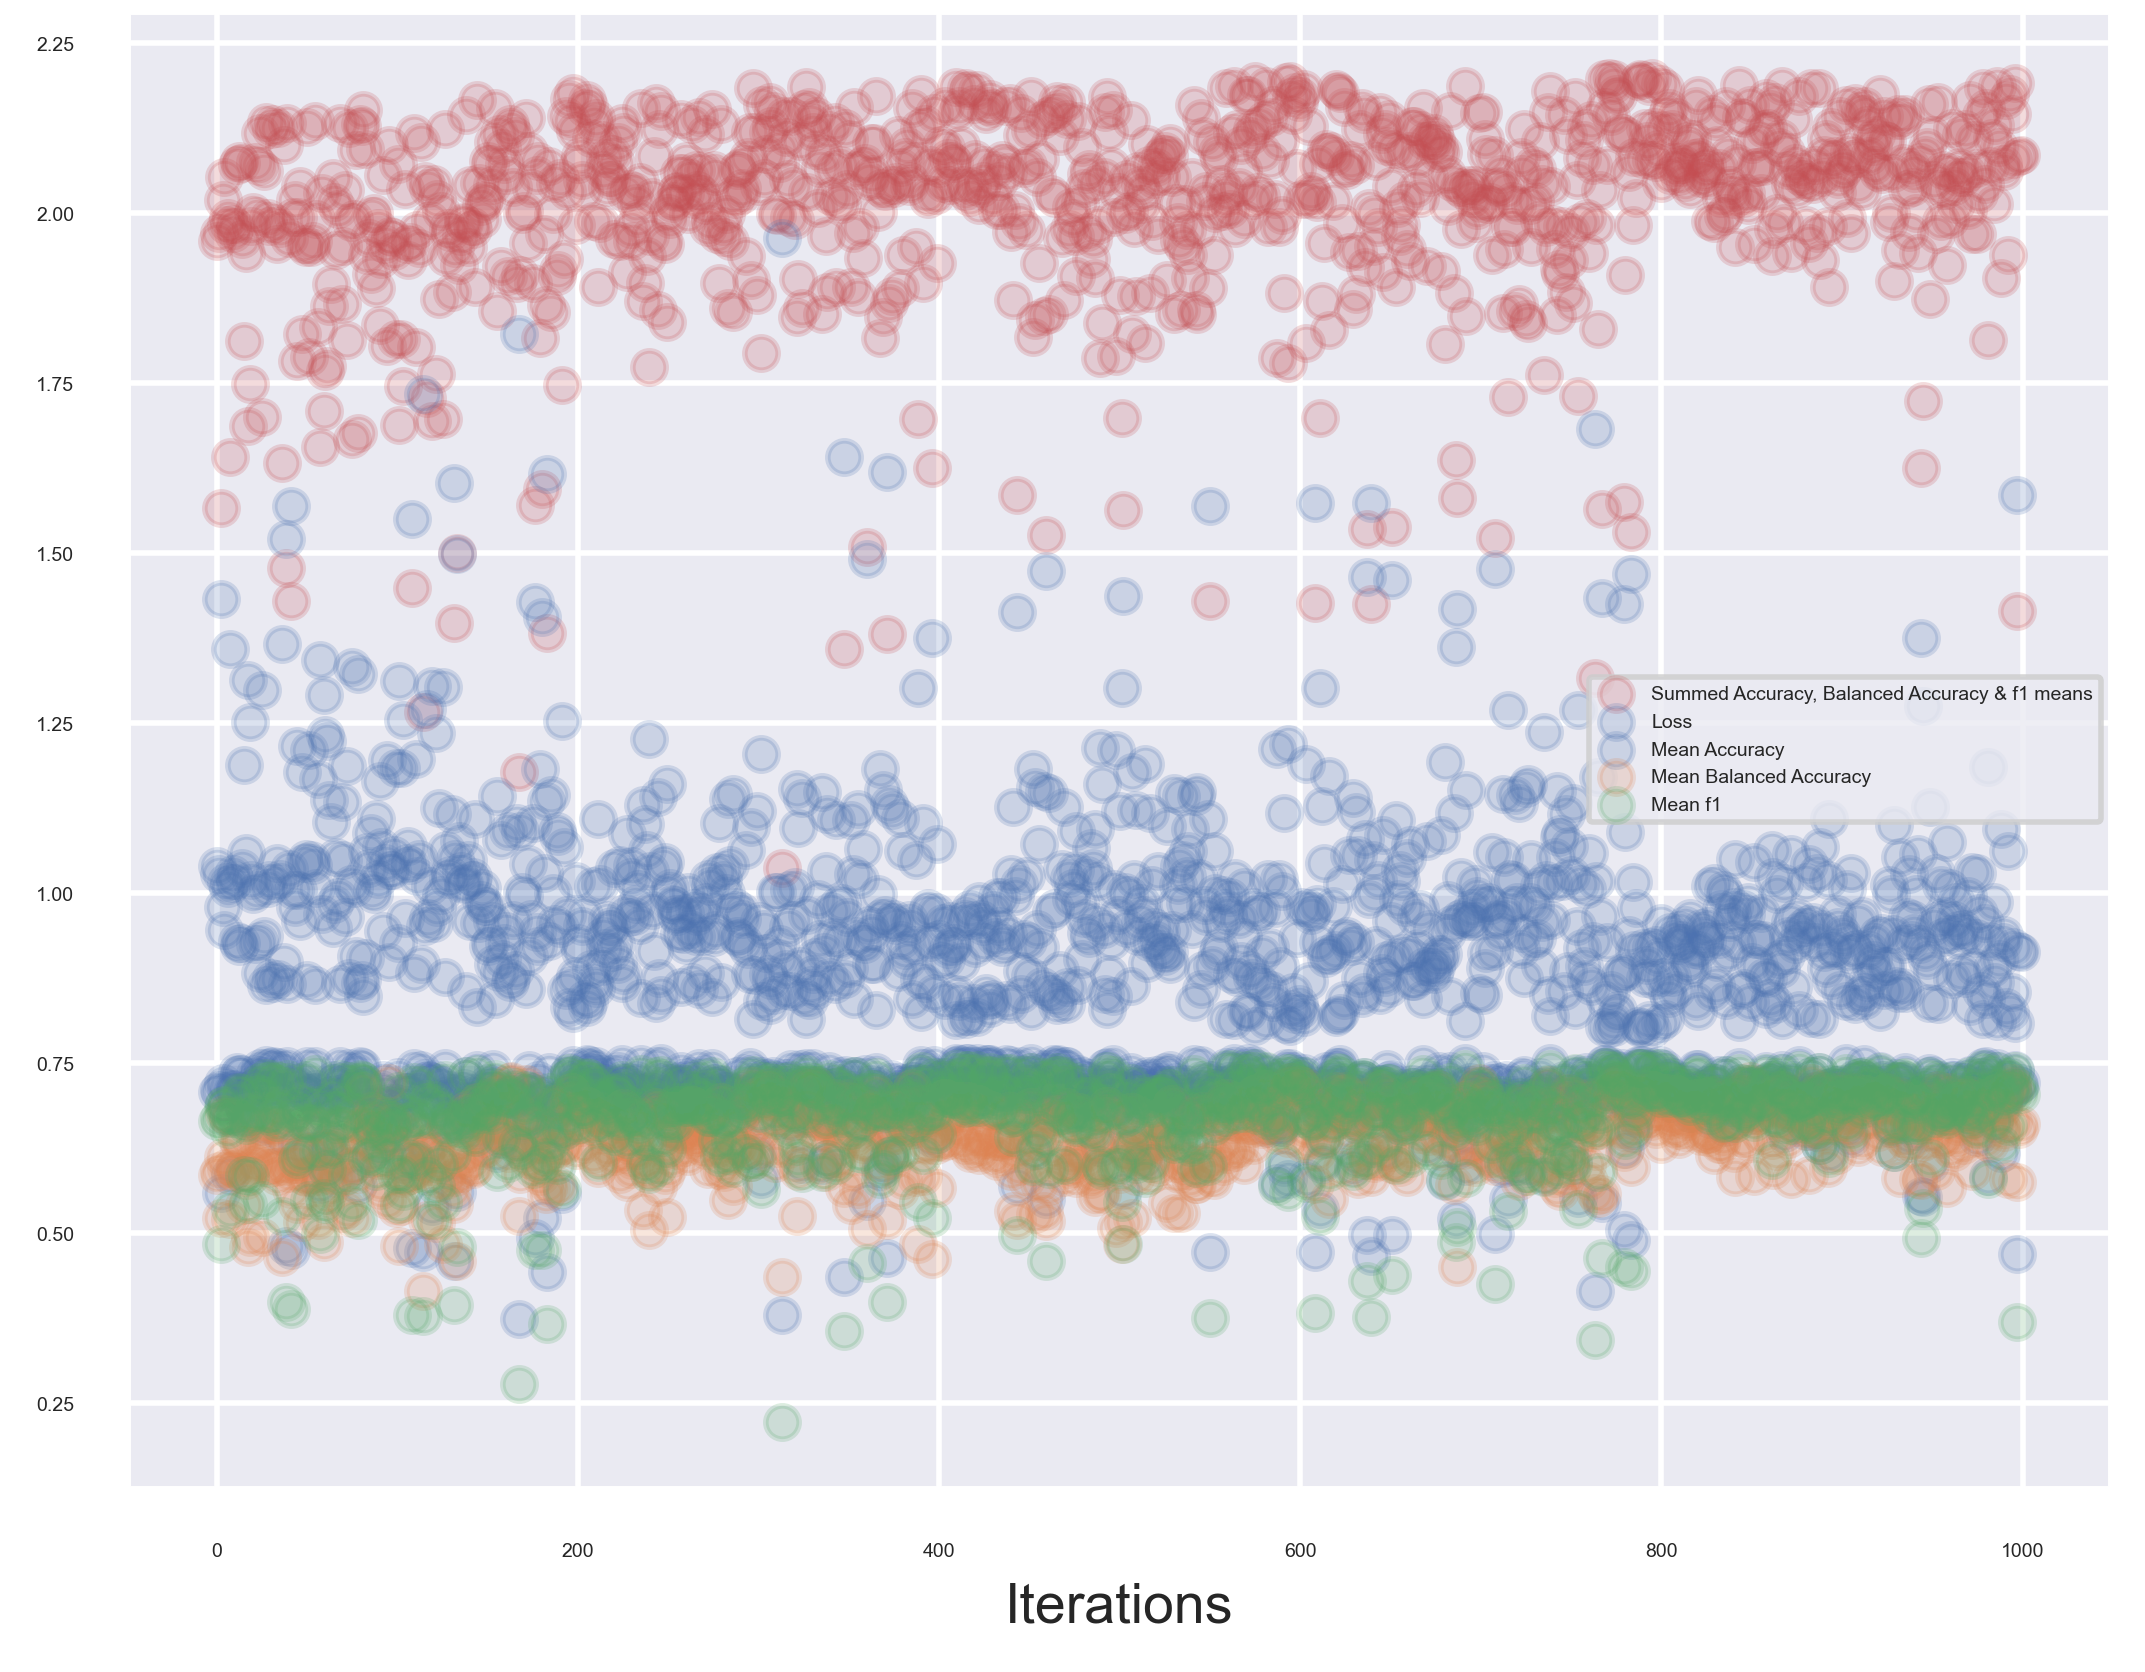 2.25
2.00
1.75
1.50
1.25
1.00
0.75
0.50
0.25
Summed Accuracy, Balanced Accuracy & f1 means
Loss
Mean Accuracy
Mean Balanced Accuracy
Mean f1
0 200 400 600 800 1000
Iterations